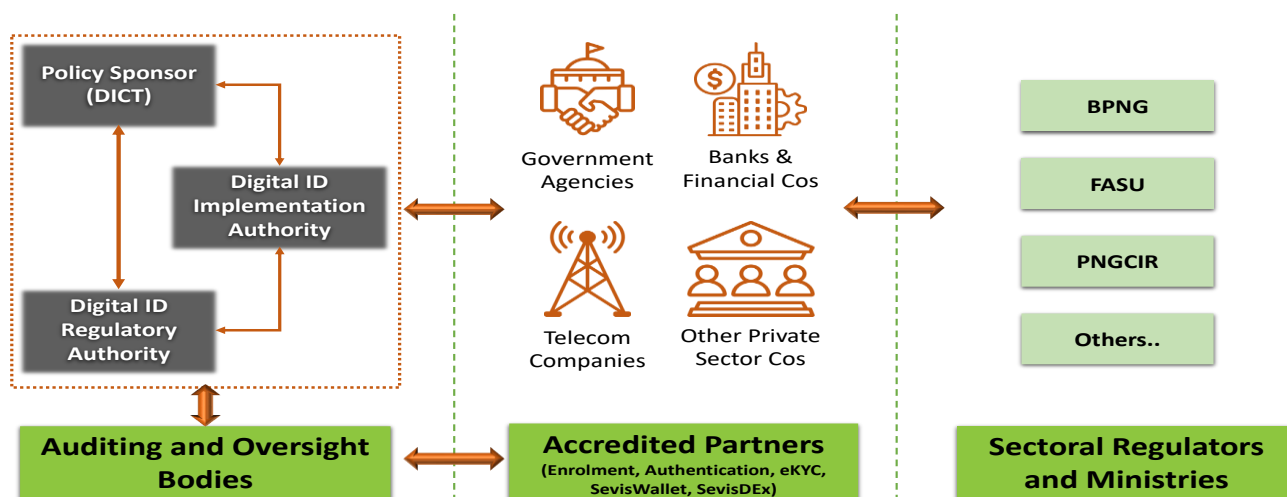 Policy Sponsor
(DICT)
Digital ID
Implementation
Authority
Digital ID
Regulatory
Authority
Auditing and Oversight
Bodies
Government
Agencies
$
Banks &
Financial Cos
Telecom
Companies
Other Private
Sector Cos
Accredited Partners
(Enrolment, Authentication, eKYC,
SevisWallet, SevisDEx)
BPNG
FASU
PNGCIR
Others..
Sectoral Regulators
and Ministries